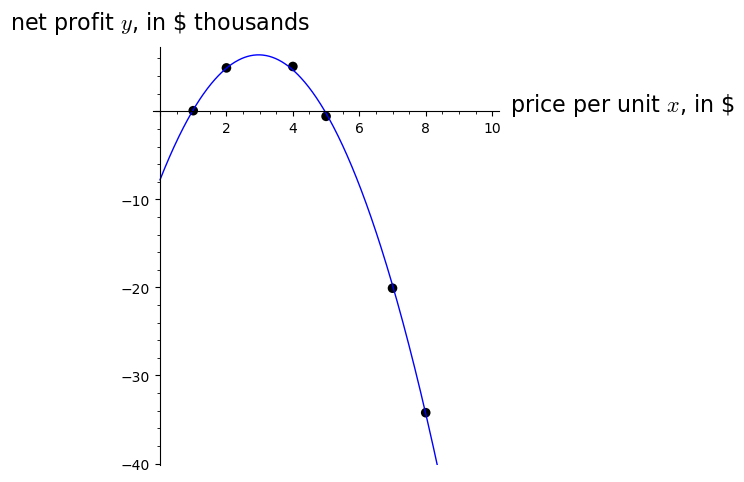 net profit y, in $ thousands
price per unit x, in $
2 4 6 8 10
−10
−20
−30
−40